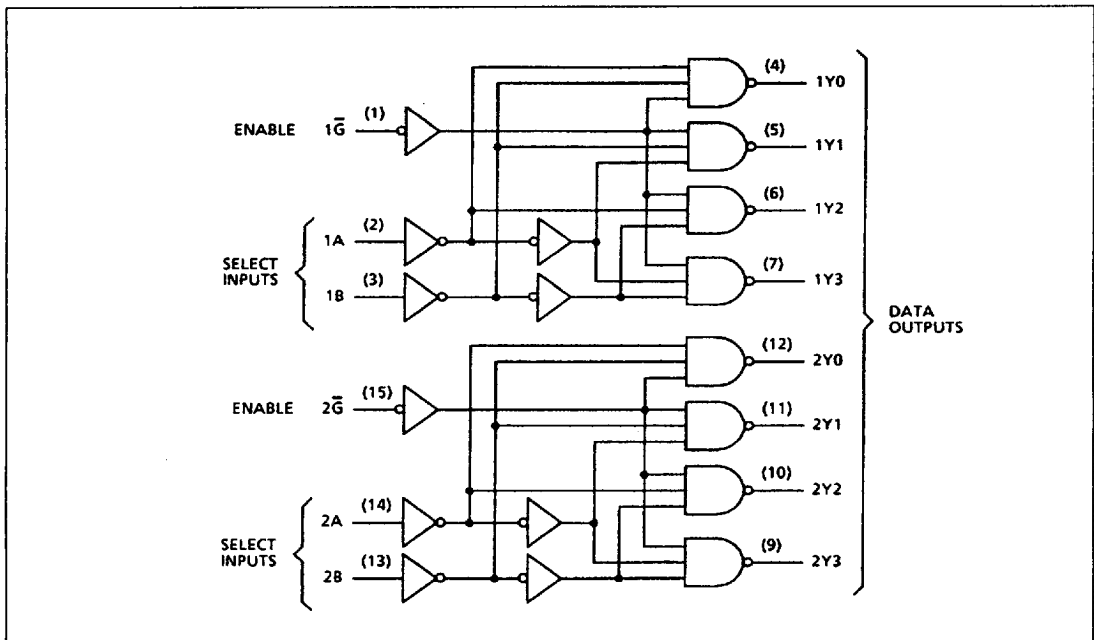 (4) 1Y0
ENABLE 1G̅ (1)
(5) 1Y1
(6) 1Y2
SELECT INPUTS
1A (2)
1B (3)
(7) 1Y3
DATA OUTPUTS
(12) 2Y0
ENABLE 2G̅ (15)
(11) 2Y1
(10) 2Y2
SELECT INPUTS
2A (14)
2B (13)
(9) 2Y3